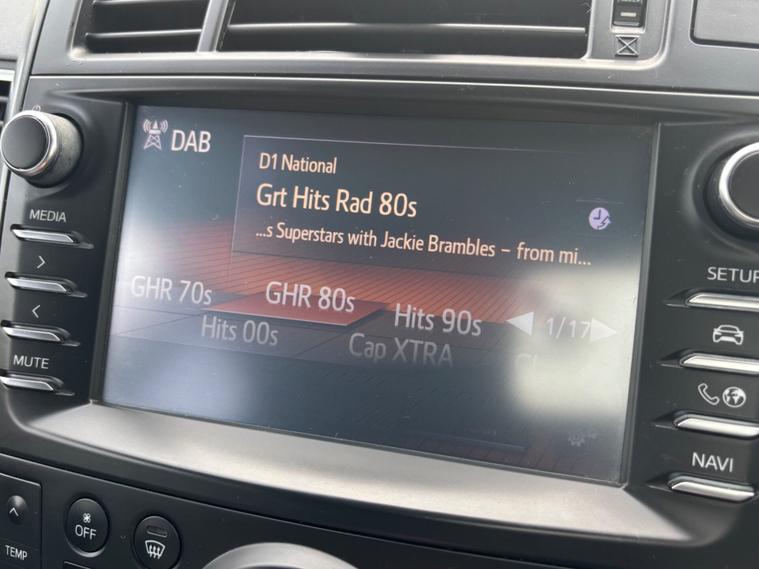 DAB
D1 National
Grt Hits Rad 80s
...s Superstars with Jackie Brambles – from mi...
GHR 70s
GHR 80s
Hits 90s
1/17
Hits 00s
Cap XTRA
MEDIA
MUTE
SETUP
NAVI
OFF
TEMP